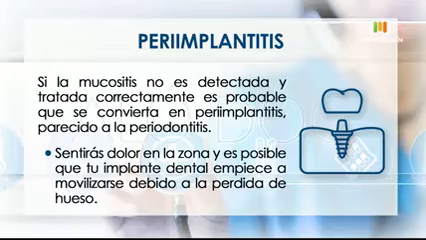 PERIIMPLANTITIS
Si la mucositis no es detectada y
tratada correctamente es probable
que se convierta en periimplantitis,
parecido a la periodontitis.
• Sentirás dolor en la zona y es posible
que tu implante dental empiece a
movilizarse debido a la perdida de
hueso.